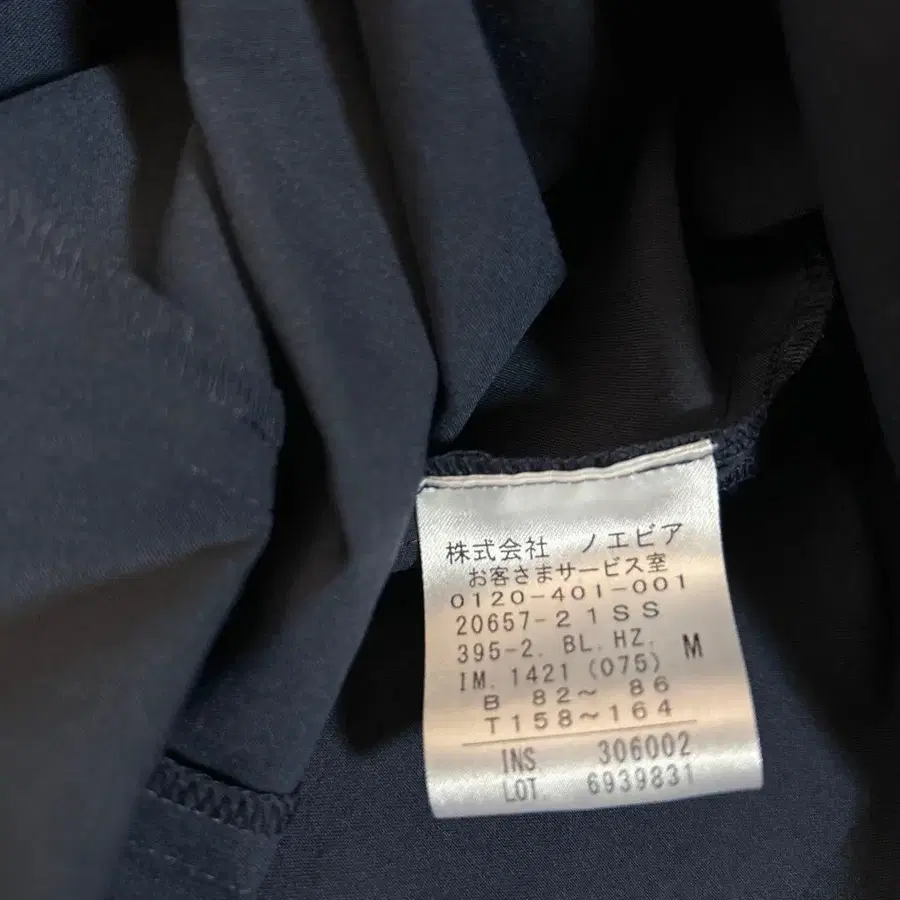 株式会社 ノエビア
お客さまサービス室
0120-401-001
20657-21SS
395-2. BL. HZ. M
IM. 1421 (075)
B 82～ 86
T158～164
INS 306002
LOT. 6939831